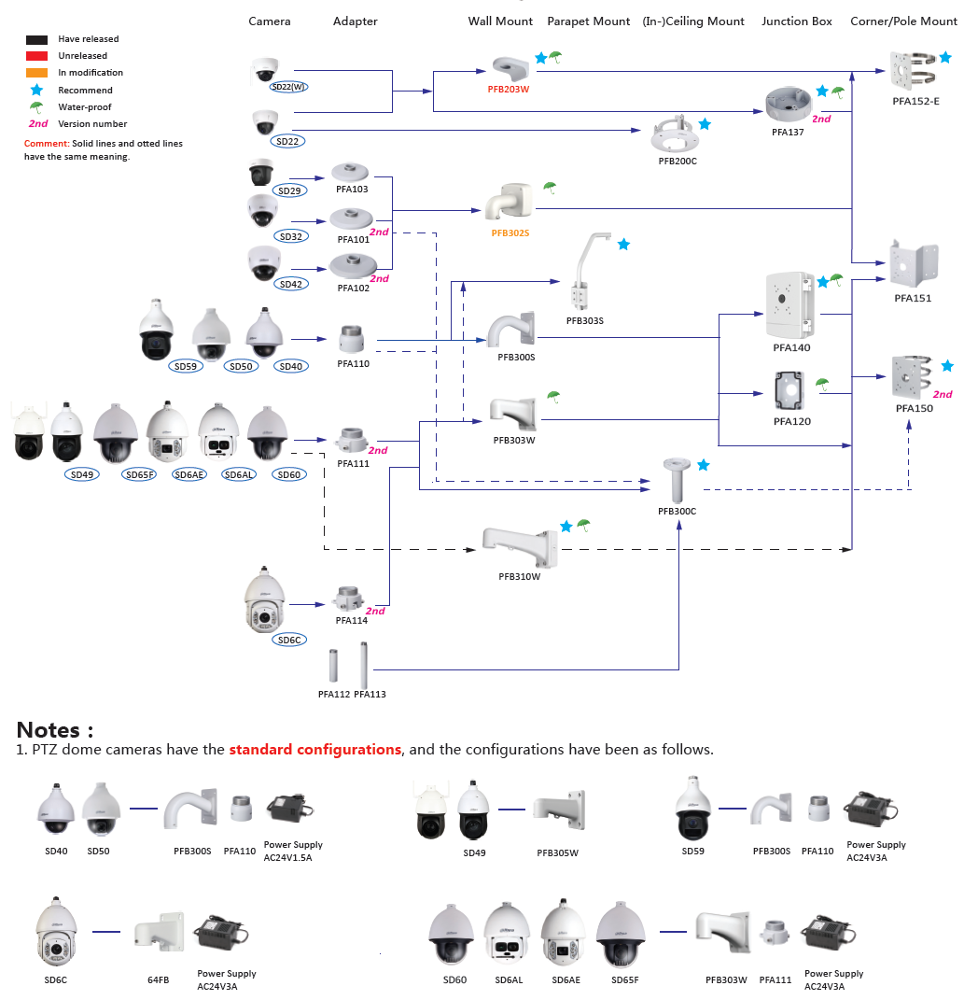 Camera Adapter Wall Mount Parapet Mount (In-)Ceiling Mount Junction Box Corner/Pole Mount
Have released
Unreleased
In modification
Recommend
Water-proof
2nd Version number
Comment: Solid lines and otted lines
have the same meaning.
SD22(W)
PFB203W
PFA152-E
SD22
PFB200C
2nd
PFA137
SD29
PFA103
SD32
PFA101
2nd
PFB302S
SD42
PFA102
2nd
PFB303S
PFA151
SD59 SD50 SD40
PFA110
PFB300S
PFA140
PFB303W
PFA120
PFA150
2nd
SD49 SD65F SD6AE SD6AL SD60
PFA111
2nd
PFB300C
PFB310W
SD6C
PFA114
2nd
PFA112 PFA113
Notes :
1. PTZ dome cameras have the standard configurations, and the configurations have been as follows.
SD40 SD50 PFB300S PFA110 Power Supply
AC24V1.5A
SD49 PFB305W
SD59 PFB300S PFA110 Power Supply
AC24V3A
SD6C 64FB Power Supply
AC24V3A
SD60 SD6AL SD6AE SD65F PFB303W PFA111 Power Supply
AC24V3A